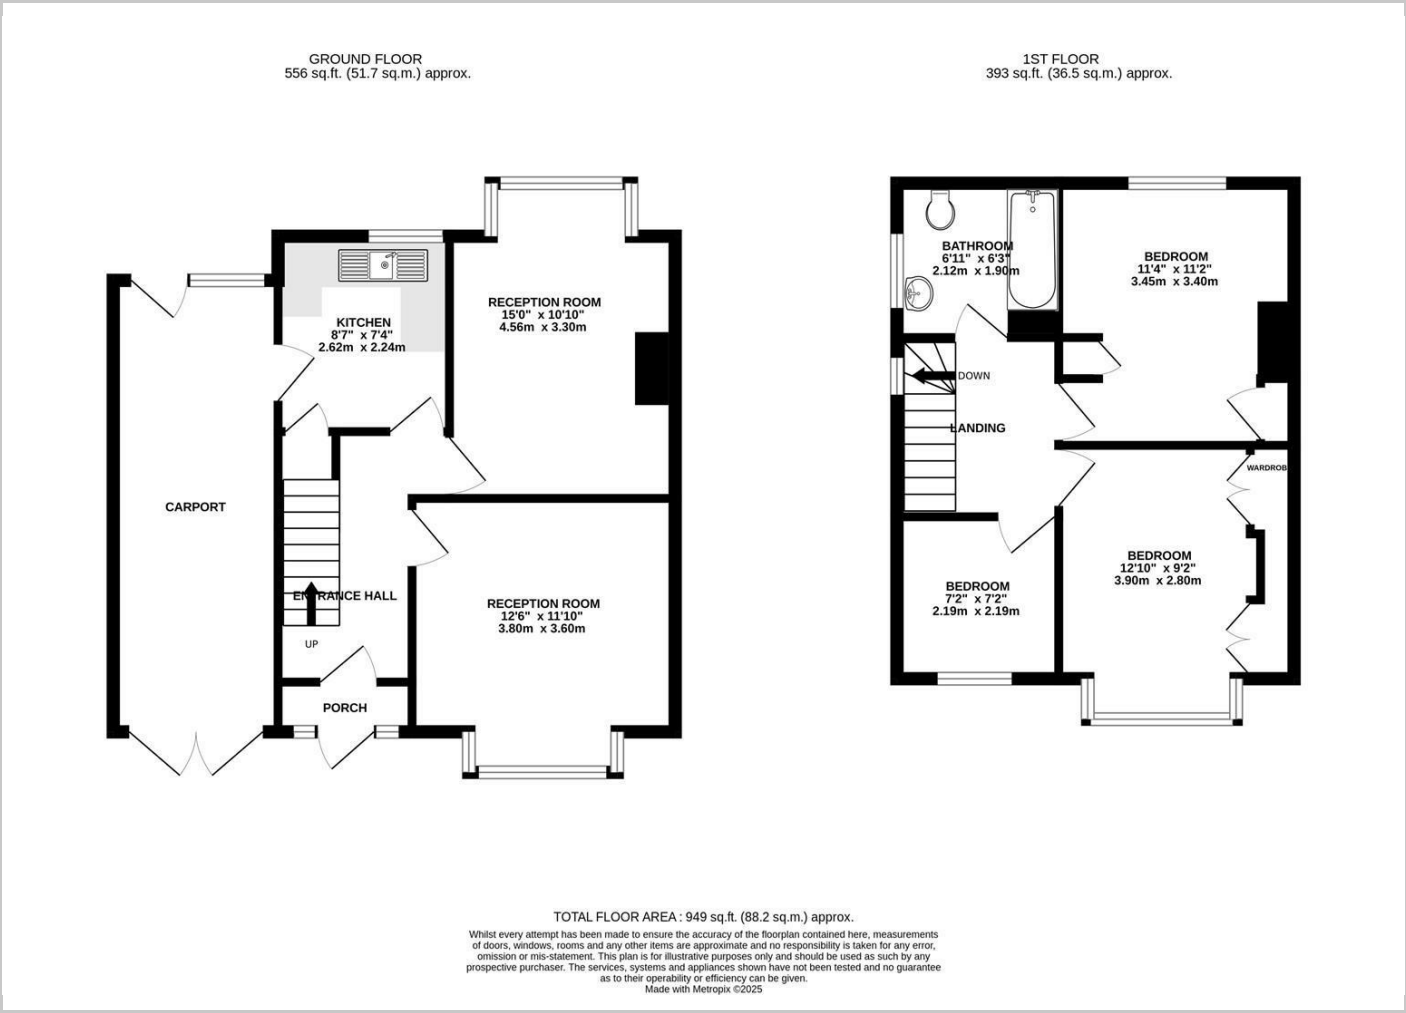 GROUND FLOOR
556 sq.ft. (51.7 sq.m.) approx.
1ST FLOOR
393 sq.ft. (36.5 sq.m.) approx.
KITCHEN
8'7" x 7'4"
2.62m x 2.24m
RECEPTION ROOM
15'0" x 10'10"
4.56m x 3.30m
CARPORT
ENTRANCE HALL
UP
RECEPTION ROOM
12'6" x 11'10"
3.80m x 3.60m
PORCH
BATHROOM
6'11" x 6'3"
2.12m x 1.90m
BEDROOM
11'4" x 11'2"
3.45m x 3.40m
DOWN
LANDING
WARDROB
BEDROOM
12'10" x 9'2"
3.90m x 2.80m
BEDROOM
7'2" x 7'2"
2.19m x 2.19m
TOTAL FLOOR AREA : 949 sq.ft. (88.2 sq.m.) approx.
Whilst every attempt has been made to ensure the accuracy of the floorplan contained here, measurements
of doors, windows, rooms and any other items are approximate and no responsibility is taken for any error,
omission or mis-statement. This plan is for illustrative purposes only and should be used as such by any
prospective purchaser. The services, systems and appliances shown have not been tested and no guarantee
as to their operability or efficiency can be given.
Made with Metropix ©2025